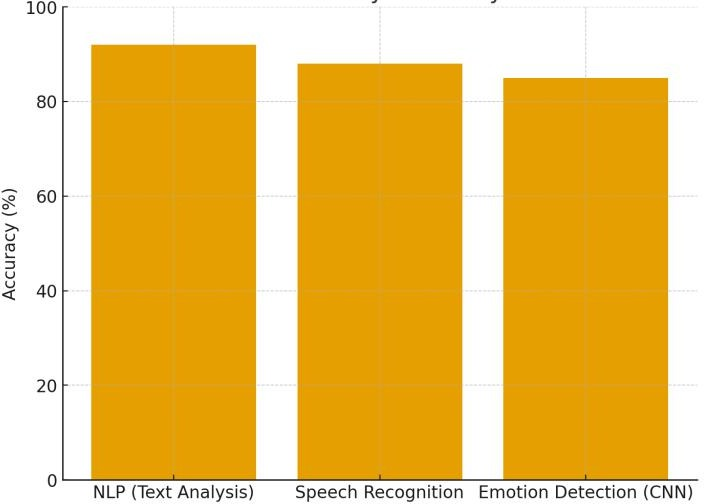 100
80
60
40
20
0
Accuracy (%)
NLP (Text Analysis)
Speech Recognition
Emotion Detection (CNN)